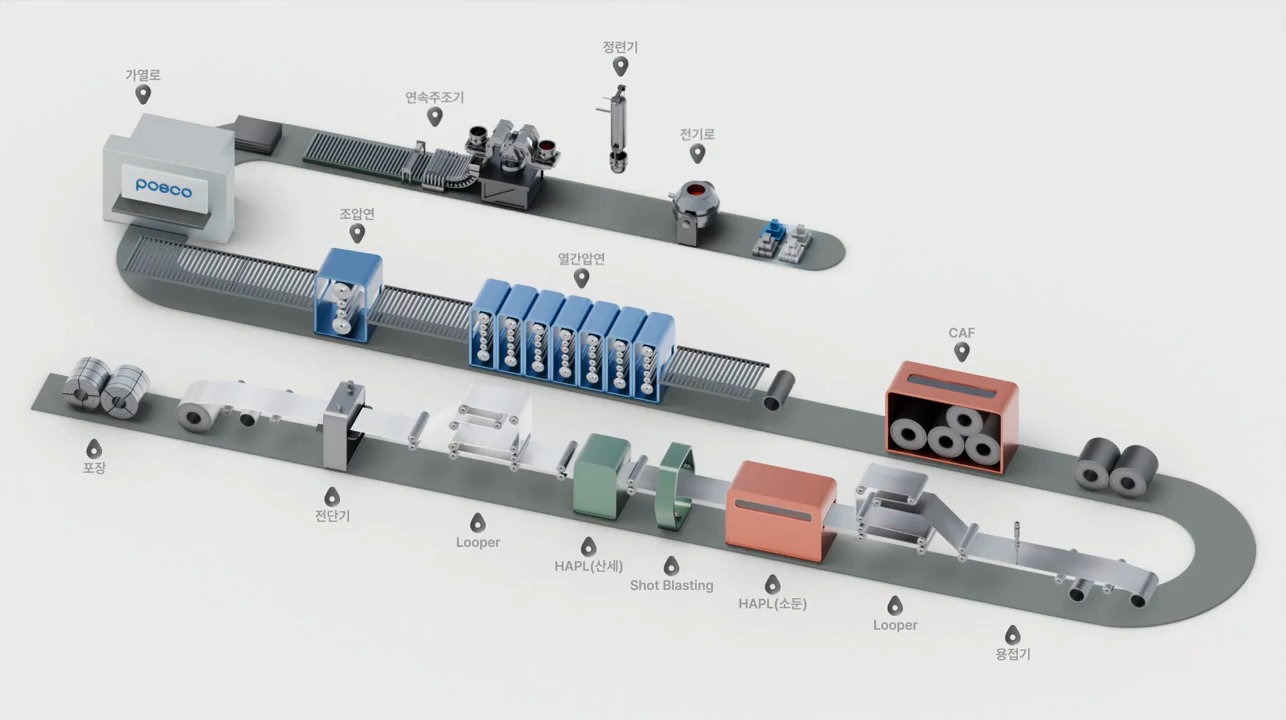 정련기
가열로
연속주조기
전기로
posco
조압연
열간압연
CAF
포장
전단기
Looper
HAPL(산세)
Shot Blasting
HAPL(소둔)
Looper
용접기